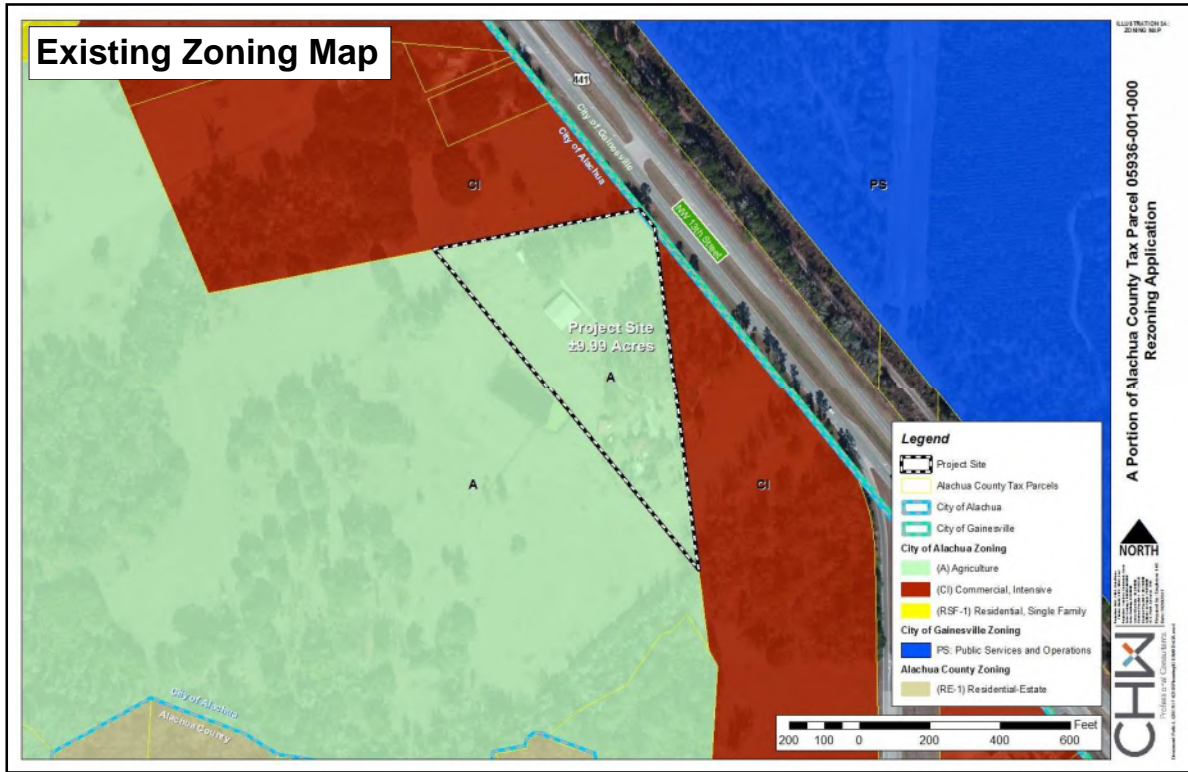 Existing Zoning Map
441
City of Gainesville
City of Alachua
CI
PS
NW 13th Street
Project Site
±9.99 Acres
A
A
CI
City of Alachua
Alachua County
Legend
Project Site
Alachua County Tax Parcels
City of Alachua
City of Gainesville
City of Alachua Zoning
(A) Agriculture
(CI) Commercial, Intensive
(RSF-1) Residential, Single Family
City of Gainesville Zoning
PS: Public Services and Operations
Alachua County Zoning
(RE-1) Residential-Estate
Feet
200 100 0 200 400 600
ILLUSTRATION 5A:
ZONING MAP
A Portion of Alachua County Tax Parcel 05936-001-000
Rezoning Application
NORTH
CHW
Professional Consultants